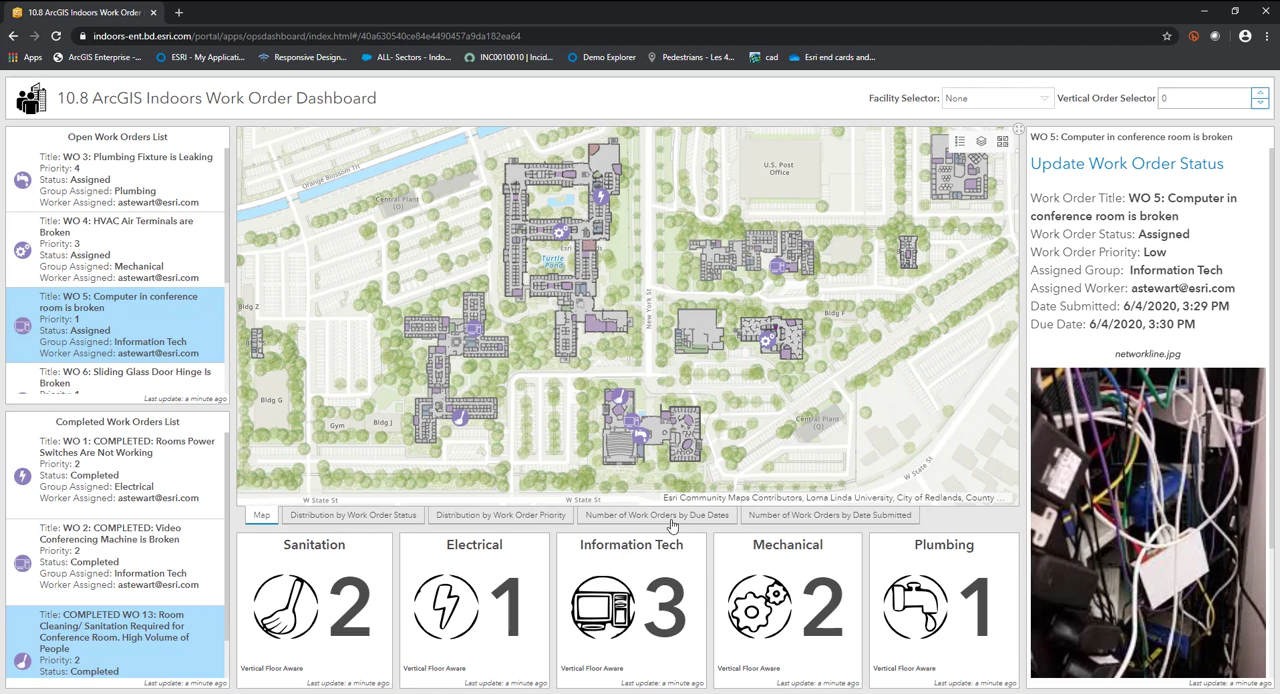 10.8 ArcGIS Indoors Work Order
indoors-ent.bd.esri.com/portal/apps/opsdashboard/index.html#/40a630540ce84e4490457a9da182ea64
Apps
ArcGIS Enterprise -...
ESRI - My Applicati...
Responsive Design...
ALL- Sectors - Indo...
INC0010010 | Incid...
Demo Explorer
Pedestrians - Les 4...
cad
Esri end cards and...
10.8 ArcGIS Indoors Work Order Dashboard
Facility Selector: None
Vertical Order Selector 0
Open Work Orders List
Title: WO 3: Plumbing Fixture is Leaking
Priority: 4
Status: Assigned
Group Assigned: Plumbing
Worker Assigned: astewart@esri.com
Title: WO 4: HVAC Air Terminals are
Broken
Priority: 3
Status: Assigned
Group Assigned: Mechanical
Worker Assigned: astewart@esri.com
Title: WO 5: Computer in conference
room is broken
Priority: 1
Status: Assigned
Group Assigned: Information Tech
Worker Assigned: astewart@esri.com
Title: WO 6: Sliding Glass Door Hinge Is
Broken
Last update: a minute ago
Completed Work Orders List
Title: WO 1: COMPLETED: Rooms Power
Switches Are Not Working
Priority: 2
Status: Completed
Group Assigned: Electrical
Worker Assigned: astewart@esri.com
Title: WO 2: COMPLETED: Video
Conferencing Machine is Broken
Priority: 2
Status: Completed
Group Assigned: Information Tech
Worker Assigned: astewart@esri.com
Title: COMPLETED WO 13: Room
Cleaning/ Sanitation Required for
Conference Room. High Volume of
People
Priority: 2
Status: Completed
Last update: a minute ago
Orange Blossom Trl
Central Plant
(O)
U.S. Post
Office
Esri
Turtle
Pond
New York St
Bldg Z
Bldg F
Bldg G
Gym
Bldg J
Central Plant
(Q)
W State St
W State St
W State St
Esri Community Maps Contributors, Loma Linda University, City of Redlands, County ...
Map
Distribution by Work Order Status
Distribution by Work Order Priority
Number of Work Orders by Due Dates
Number of Work Orders by Date Submitted
Sanitation
2
Vertical Floor Aware
Last update: a minute ago
Electrical
1
Vertical Floor Aware
Last update: a minute ago
Information Tech
3
Vertical Floor Aware
Last update: a minute ago
Mechanical
2
Vertical Floor Aware
Last update: a minute ago
Plumbing
1
Vertical Floor Aware
Last update: a minute ago
WO 5: Computer in conference room is broken
Update Work Order Status
Work Order Title: WO 5: Computer in
conference room is broken
Work Order Status: Assigned
Work Order Priority: Low
Assigned Group: Information Tech
Assigned Worker: astewart@esri.com
Date Submitted: 6/4/2020, 3:29 PM
Due Date: 6/4/2020, 3:30 PM
networkline.jpg
Last update: a minute ago